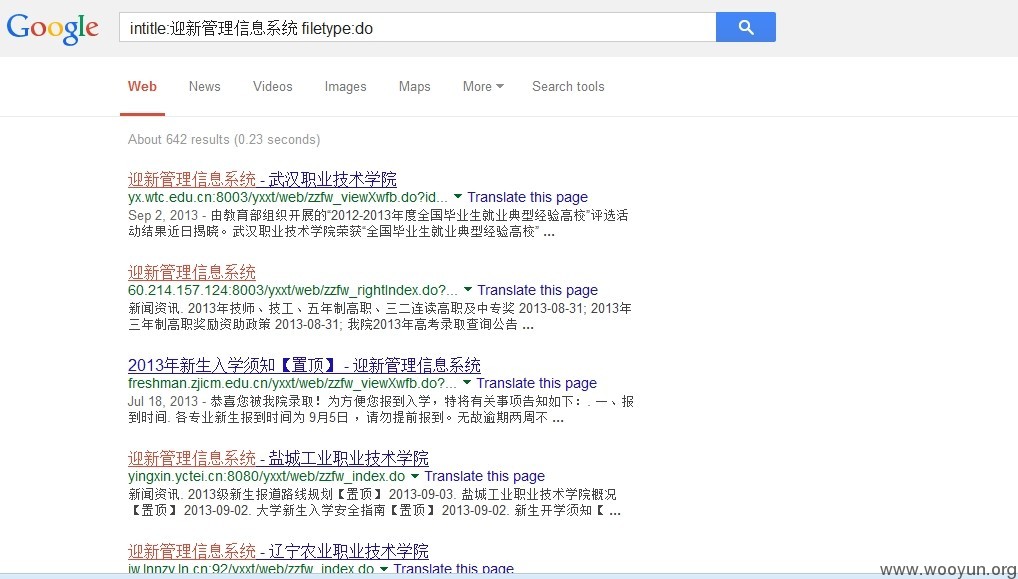 Google
intitle:迎新管理信息系统 filetype:do
Web News Videos Images Maps More Search tools
About 642 results (0.23 seconds)
迎新管理信息系统 - 武汉职业技术学院
yx.wtc.edu.cn:8003/yxxt/web/zzfw_viewXwfb.do?id... Translate this page
Sep 2, 2013 - 由教育部组织开展的“2012-2013年度全国毕业生就业典型经验高校”评选活
动结果近日揭晓。武汉职业技术学院荣获“全国毕业生就业典型经验高校” ...
迎新管理信息系统
60.214.157.124:8003/yxxt/web/zzfw_rightIndex.do?... Translate this page
新闻资讯. 2013年技师、技工、五年制高职、三二连读高职及中专奖 2013-08-31; 2013年
三年制高职奖励资助政策 2013-08-31; 我院2013年高考录取查询公告 ...
2013年新生入学须知【置顶】 - 迎新管理信息系统
freshman.zjicm.edu.cn/yxxt/web/zzfw_viewXwfb.do?... Translate this page
Jul 18, 2013 - 恭喜您被我院录取！为方便您报到入学，特将有关事项告知如下：. 一、报
到时间. 各专业新生报到时间为 9月5日 ，请勿提前报到。无故逾期两周不 ...
迎新管理信息系统 - 盐城工业职业技术学院
yingxin.yctei.cn:8080/yxxt/web/zzfw_index.do Translate this page
新闻资讯. 2013级新生报道路线规划【置顶】 2013-09-03. 盐城工业职业技术学院概况
【置顶】 2013-09-02. 大学新生入学安全指南【置顶】 2013-09-02. 新生开学须知【 ...
迎新管理信息系统 - 辽宁农业职业技术学院
jw.lnnzy.ln.cn:92/yxxt/web/zzfw_index.do Translate this page
www.wooyun.org